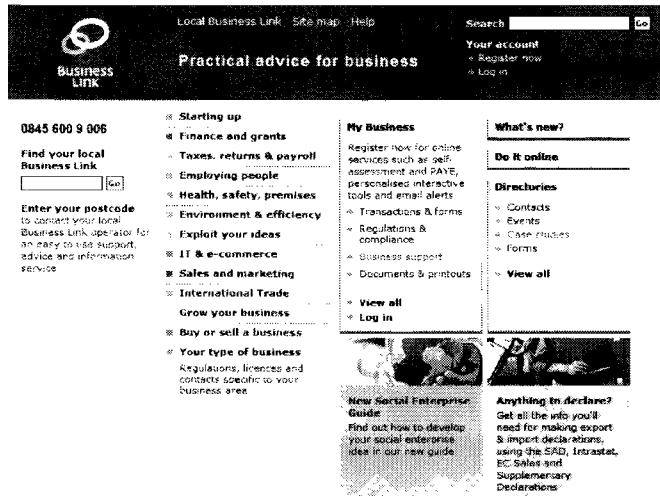 Local Business Link Site map Help
Search Go
Your account
Register now
Log in
Business
LINK
Practical advice for business
0845 600 9 006
Find your local
Business Link
Go
Enter your postcode
to contact your local
Business Link operator for
an easy to use support,
advice and information
service
Starting up
Finance and grants
Taxes, returns & payroll
Employing people
Health, safety, premises
Environment & efficiency
Exploit your ideas
IT & e-commerce
Sales and marketing
International Trade
Grow your business
Buy or sell a business
Your type of business
Regulations, licences and
contacts specific to your
business area
My Business
Register now for online
services such as self-
assessment and PAYE,
personalised interactive
tools and email alerts
Transactions & forms
Regulations &
compliance
Business support
Documents & printouts
View all
Log in
What's new?
Do it online
Directories
Contacts
Events
Case studies
Forms
View all
New Social Enterprise
Guide
Find out how to develop
your social enterprise
idea in our new guide
Anything to declare?
Get all the info you'll
need for making export
& import declarations,
using the SAD, Intrastat,
EC Sales and
Supplementary
Declarations